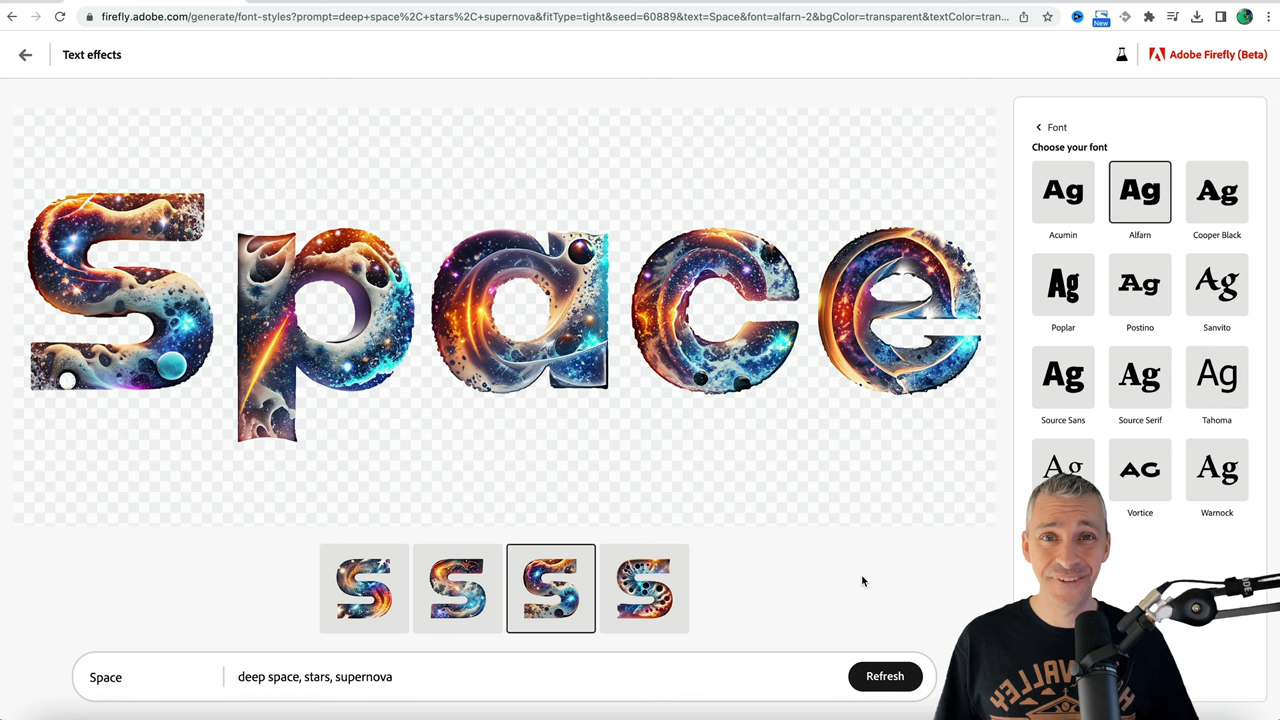 firefly.adobe.com/generate/font-styles?prompt=deep+space%2C+stars%2C+supernova&fitType=tight&seed=60889&text=Space&font=alfarn-2&bgColor=transparent&textColor=tran...
New
Text effects
Adobe Firefly (Beta)
Space
Font
Choose your font
Ag Ag Ag
Acumin Alfarn Cooper Black
Ag Ag Ag
Poplar Postino Sanvito
Ag Ag Ag
Source Sans Source Serif Tahoma
Ag AG Ag
Vortice Warnock
S S S S
Space
deep space, stars, supernova
Refresh